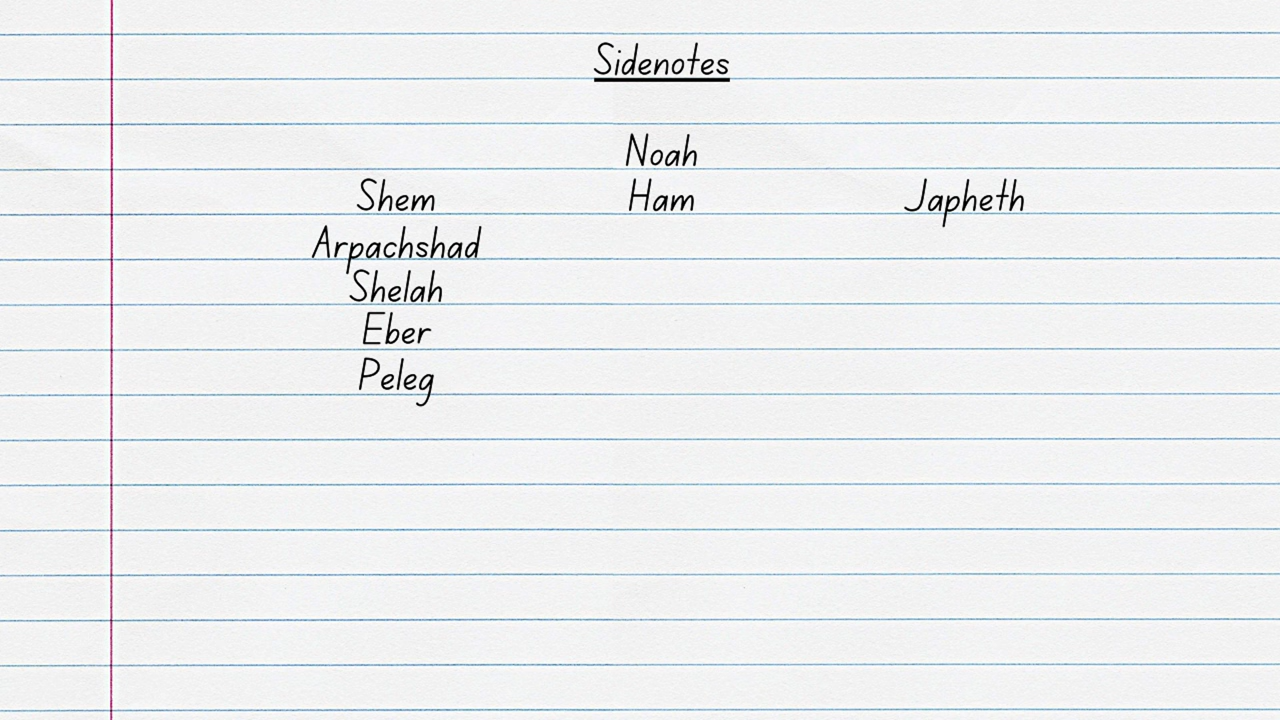 Sidenotes
Noah
Shem Ham Japheth
Arpachshad
Shelah
Eber
Peleg